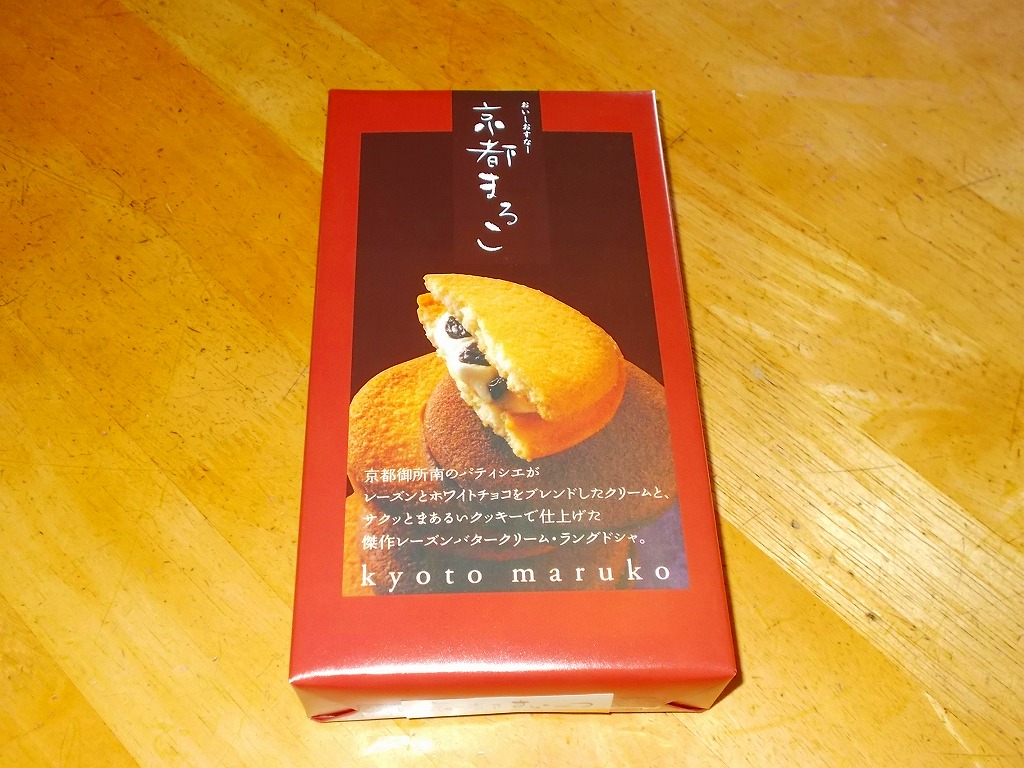 京都まろこ
おいしおすなー
京都御所南のパティシエが
レーズンとホワイトチョコをブレンドしたクリームと、
サクッとまあるいクッキーで仕上げた
傑作レーズンバタークリーム・ラングドシャ。
kyoto maruko